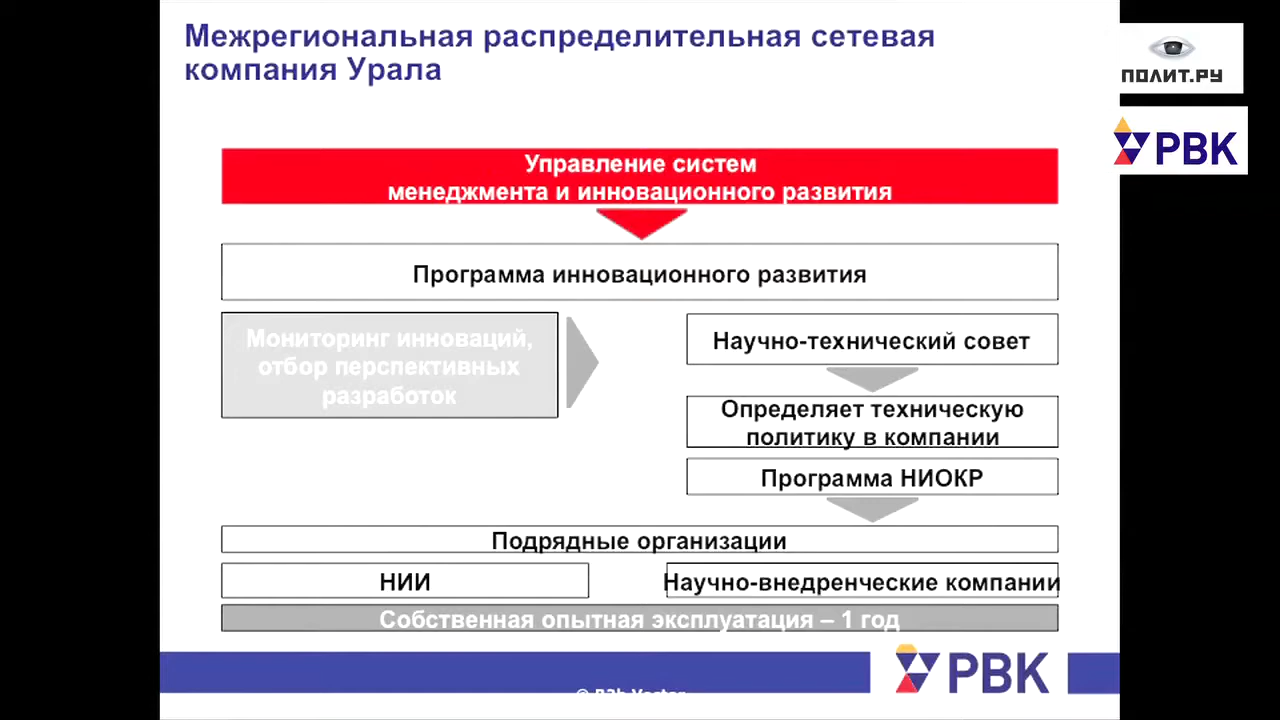 Межрегиональная распределительная сетевая
компания Урала
ПОЛИТ.РУ
РВК
Управление систем
менеджмента и инновационного развития
Программа инновационного развития
Мониторинг инноваций,
отбор перспективных
разработок
Научно-технический совет
Определяет техническую
политику в компании
Программа НИОКР
Подрядные организации
НИИ
Научно-внедренческие компании
Собственная опытная эксплуатация – 1 год
РВК
© B2b Vector